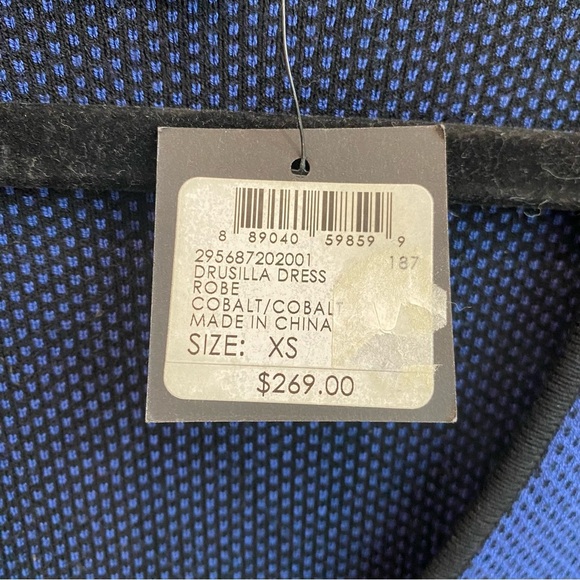 8 89040 59859 9
295687202001 187
DRUSILLA DRESS
ROBE
COBALT/COBALT
MADE IN CHINA
SIZE: XS
$269.00